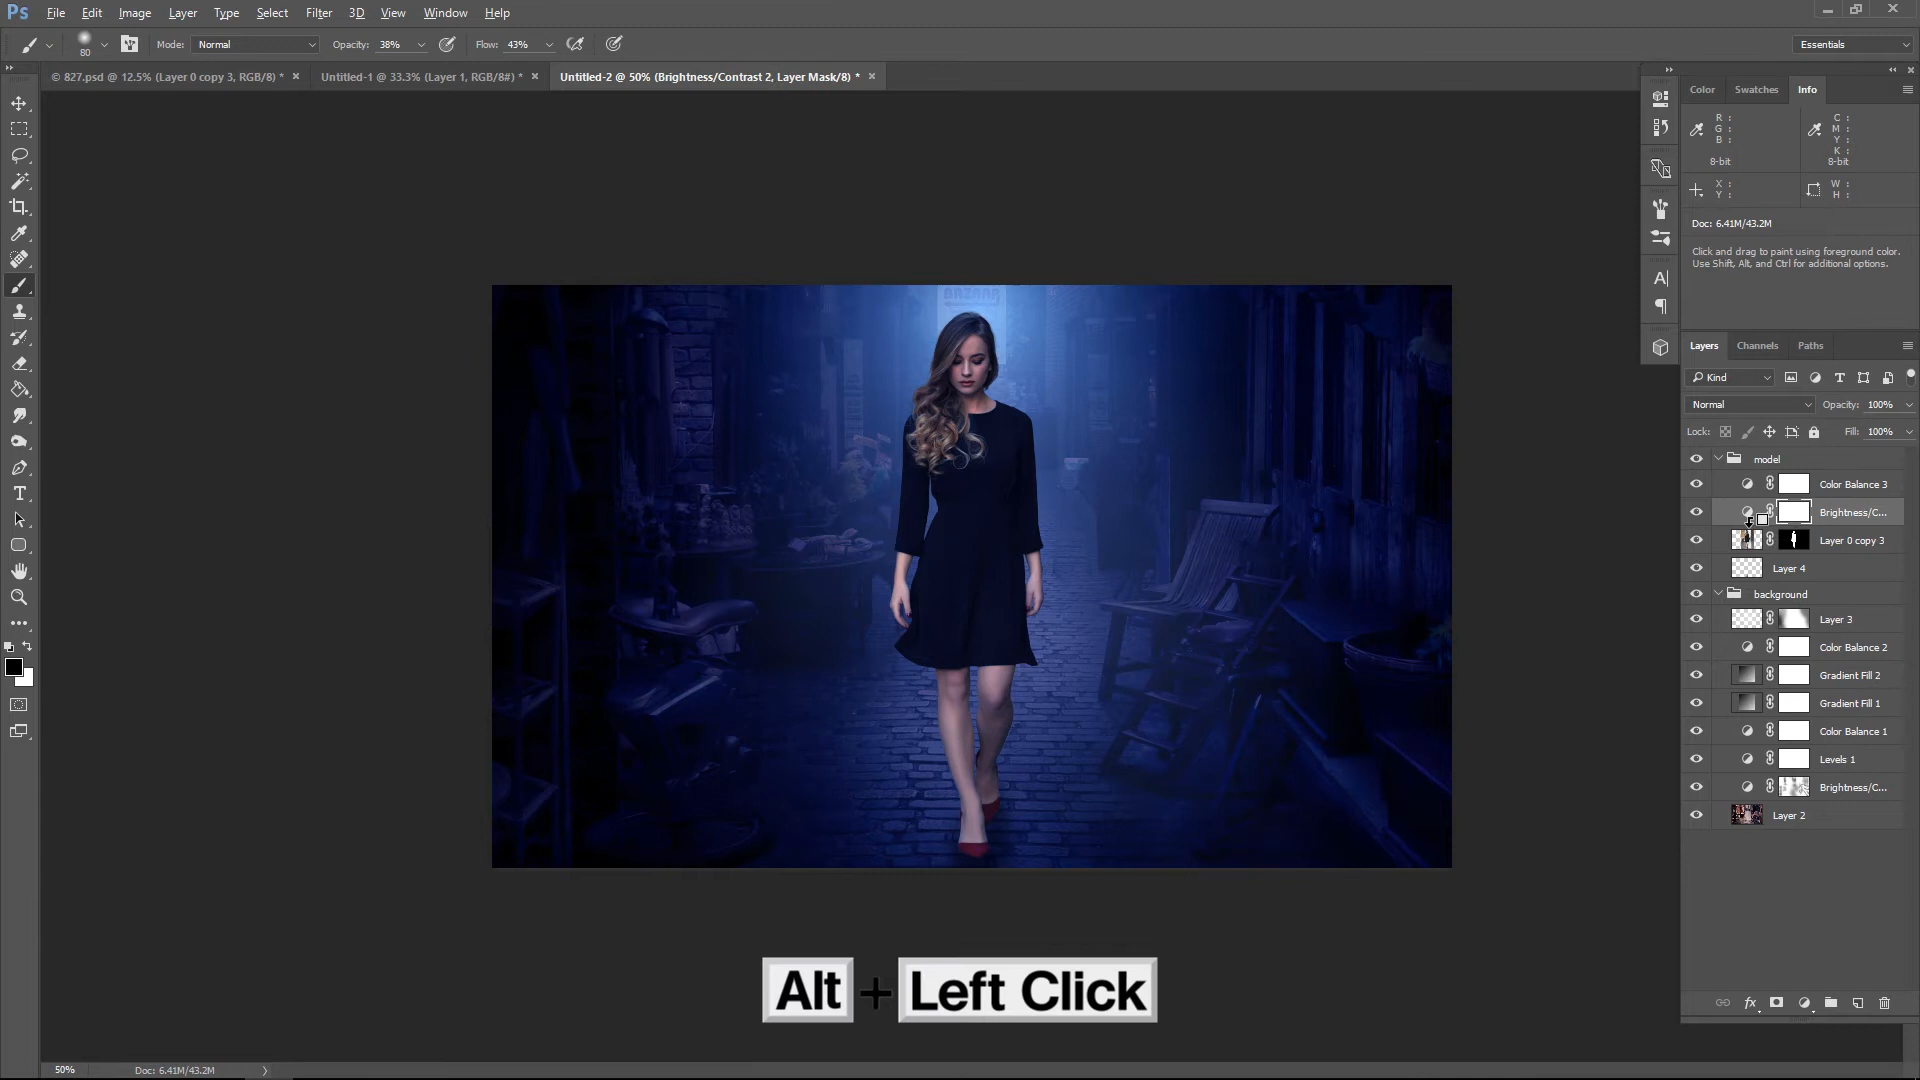 Ps File Edit Image Layer Type Select Filter 3D View Window Help
80 Mode: Normal Opacity: 38% Flow: 43% Essentials
© 827.psd @ 12.5% (Layer 0 copy 3, RGB/8) * × Untitled-1 @ 33.3% (Layer 1, RGB/8#) * × Untitled-2 @ 50% (Brightness/Contrast 2, Layer Mask/8) * ×
Color Swatches Info
R : C :
G : M :
B : Y :
K :
8-bit 8-bit
X : W :
Y : H :
Doc: 6.41M/43.2M
Click and drag to paint using foreground color.
Use Shift, Alt, and Ctrl for additional options.
BAZAAR
Layers Channels Paths
Kind
Normal Opacity: 100%
Lock: Fill: 100%
model
Color Balance 3
Brightness/C...
Layer 0 copy 3
Layer 4
background
Layer 3
Color Balance 2
Gradient Fill 2
Gradient Fill 1
Color Balance 1
Levels 1
Brightness/C...
Layer 2
Alt + Left Click
fx
50% Doc: 6.41M/43.2M